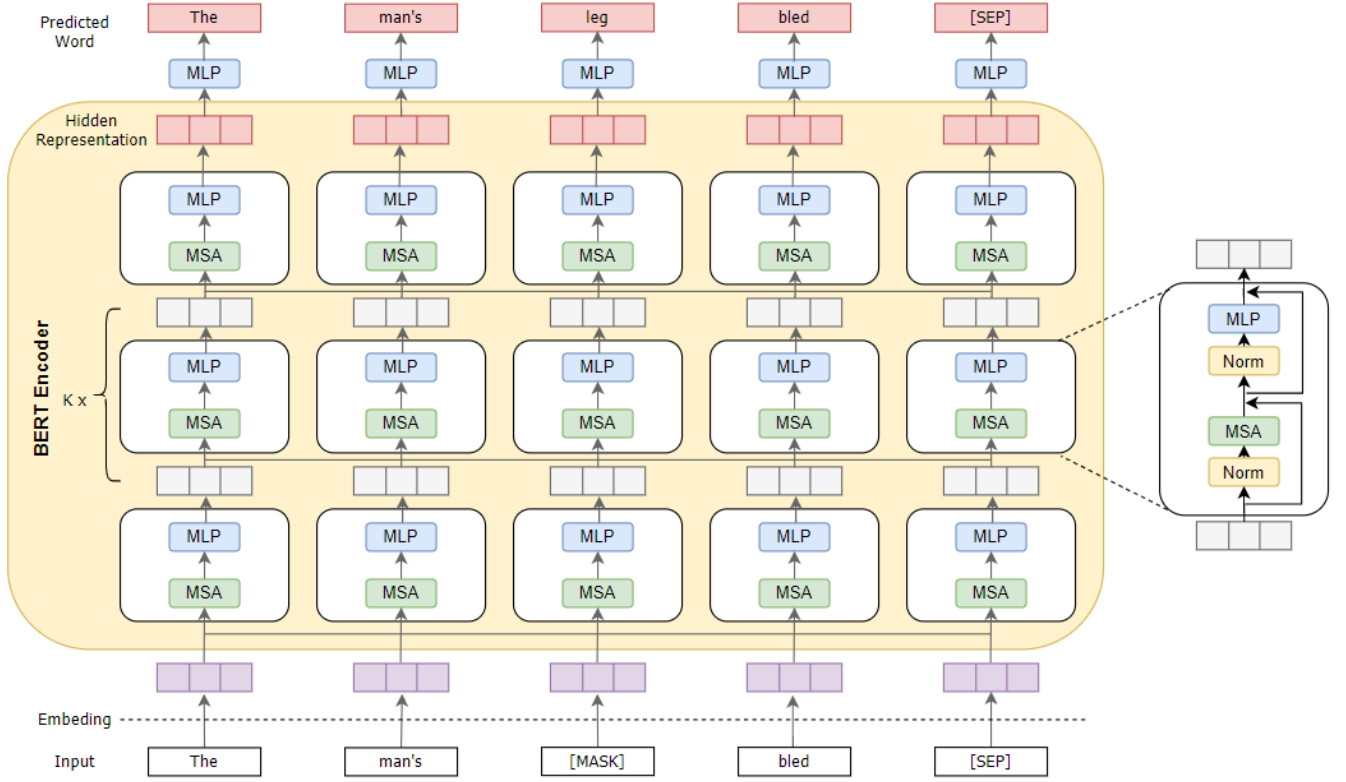 Predicted
Word
The
man's
leg
bled
[SEP]
MLP
MLP
MLP
MLP
MLP
Hidden
Representation
MLP
MLP
MLP
MLP
MLP
MSA
MSA
MSA
MSA
MSA
BERT Encoder
K x
MLP
MLP
MLP
MLP
MLP
MSA
MSA
MSA
MSA
MSA
MLP
MLP
MLP
MLP
MLP
MSA
MSA
MSA
MSA
MSA
MLP
Norm
MSA
Norm
Embeding
Input
The
man's
[MASK]
bled
[SEP]